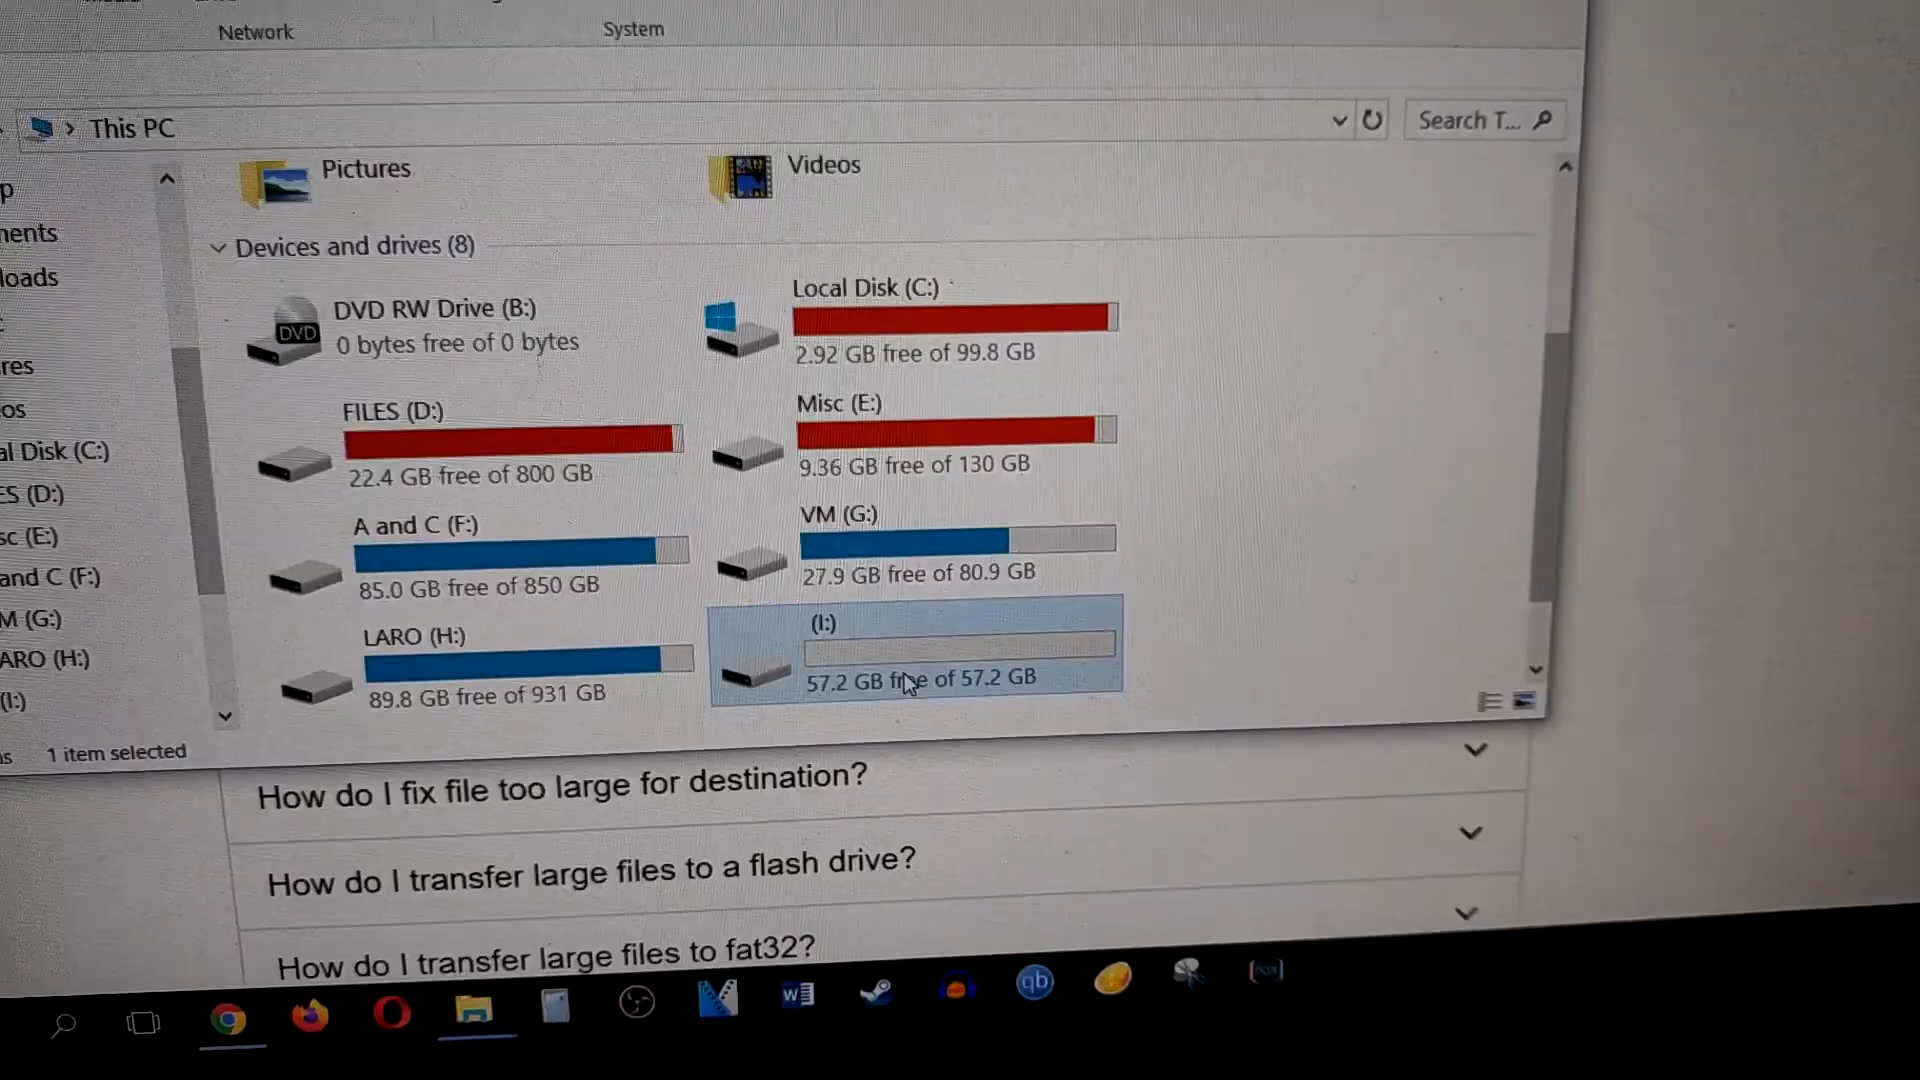 Network
System
This PC
Search T...
Pictures
Videos
Devices and drives (8)
DVD RW Drive (B:)
DVD
0 bytes free of 0 bytes
Local Disk (C:)
2.92 GB free of 99.8 GB
FILES (D:)
22.4 GB free of 800 GB
Misc (E:)
9.36 GB free of 130 GB
A and C (F:)
85.0 GB free of 850 GB
VM (G:)
27.9 GB free of 80.9 GB
LARO (H:)
89.8 GB free of 931 GB
(I:)
57.2 GB free of 57.2 GB
p
nents
loads
res
os
al Disk (C:)
ES (D:)
sc (E:)
and C (F:)
M (G:)
ARO (H:)
(I:)
ns
1 item selected
How do I fix file too large for destination?
How do I transfer large files to a flash drive?
How do I transfer large files to fat32?
W
qb